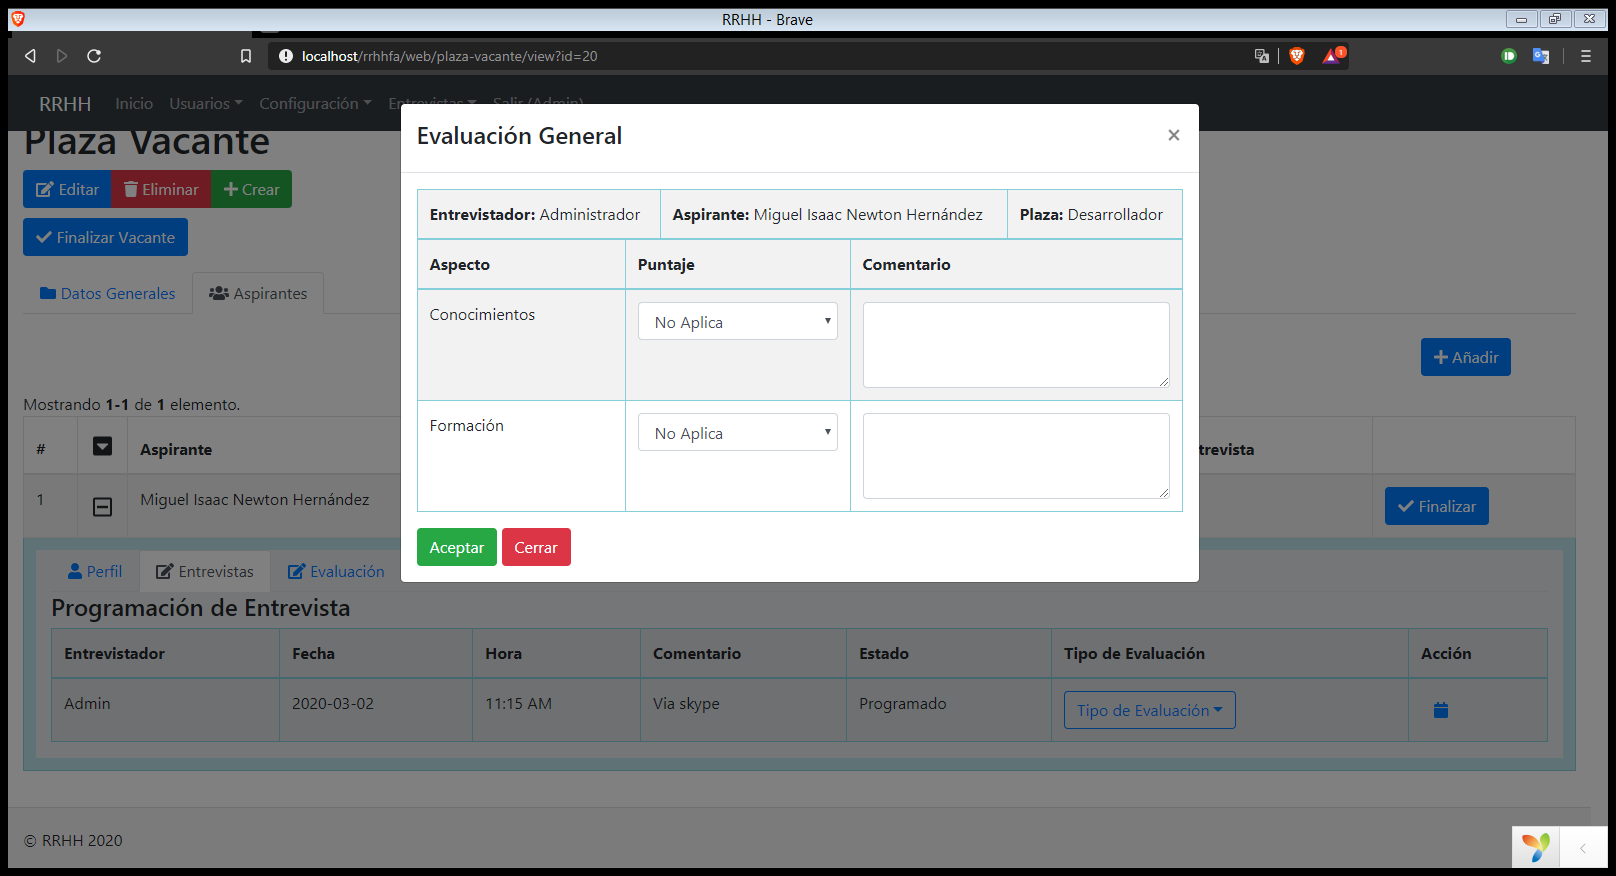 RRHH - Brave
localhost/rrhhfa/web/plaza-vacante/view?id=20
1
RRHH Inicio Usuarios Configuración Entrevistas Salir (Admin)
Plaza Vacante
Editar Eliminar Crear
Finalizar Vacante
Datos Generales Aspirantes
Añadir
Mostrando 1-1 de 1 elemento.
# Aspirante
1 Miguel Isaac Newton Hernández Finalizar
Evaluación General ×
Entrevistador: Administrador Aspirante: Miguel Isaac Newton Hernández Plaza: Desarrollador
Aspecto Puntaje Comentario
Conocimientos No Aplica
Formación No Aplica
Aceptar Cerrar
Perfil Entrevistas Evaluación
Programación de Entrevista
Entrevistador Fecha Hora Comentario Estado Tipo de Evaluación Acción
Admin 2020-03-02 11:15 AM Via skype Programado Tipo de Evaluación
© RRHH 2020